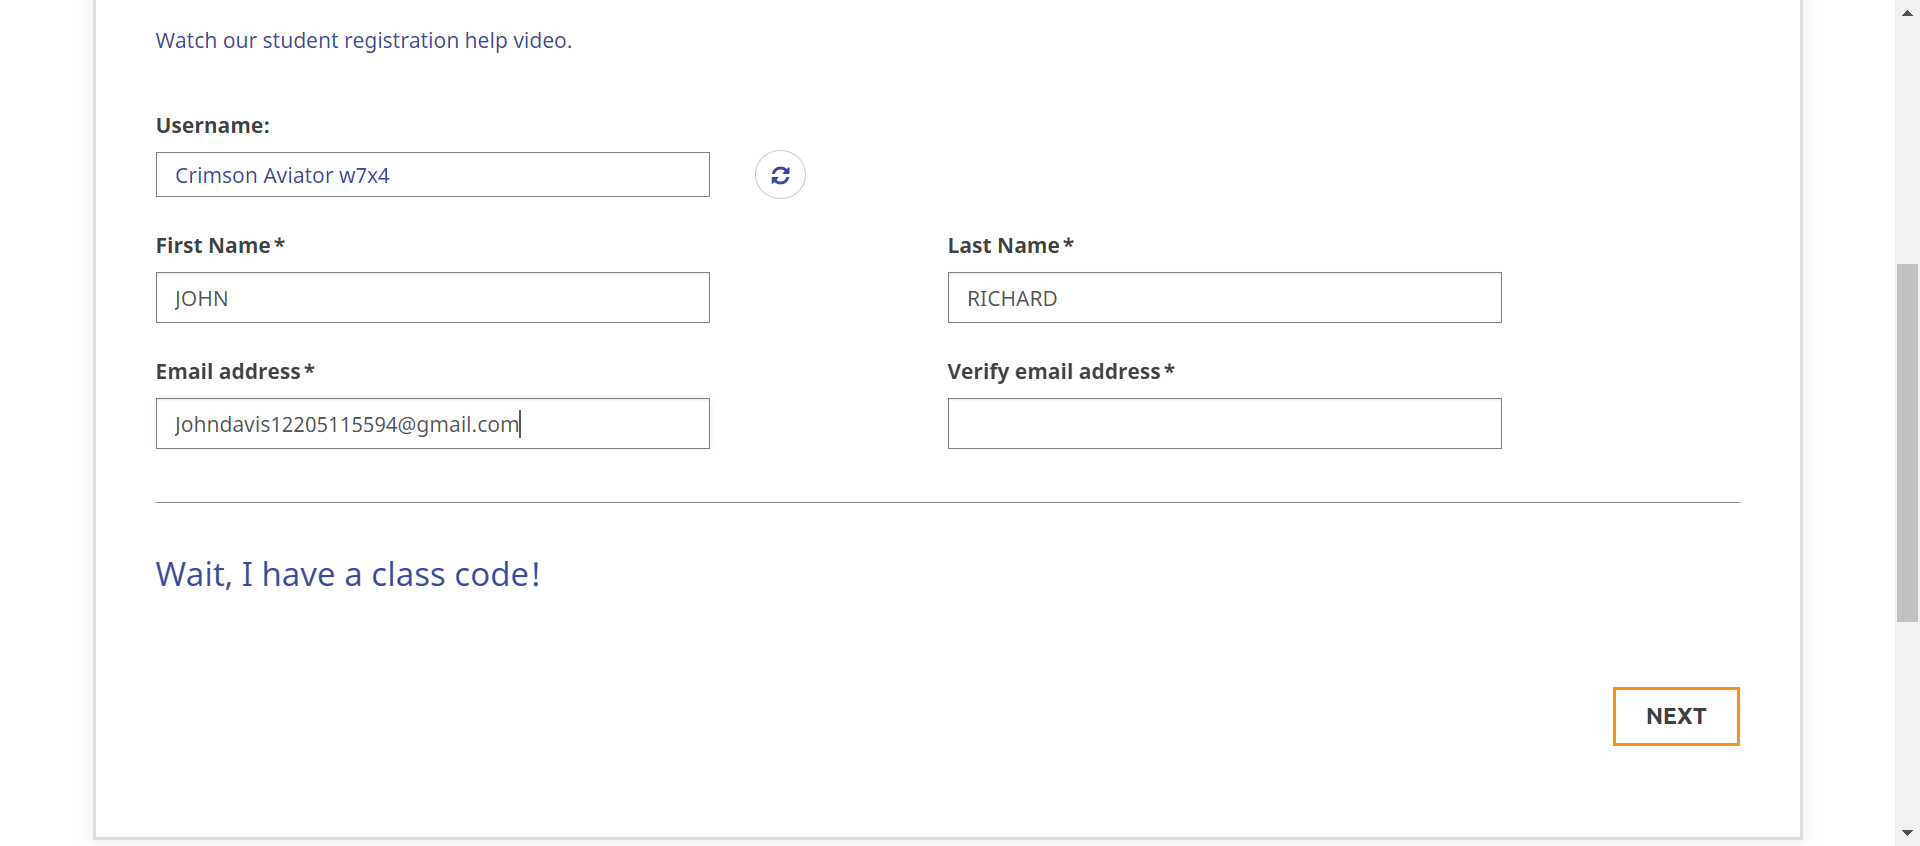 Watch our student registration help video.
Username:
Crimson Aviator w7x4
First Name*
Last Name*
JOHN
RICHARD
Email address*
Verify email address*
Johndavis12205115594@gmail.com
Wait, I have a class code!
NEXT